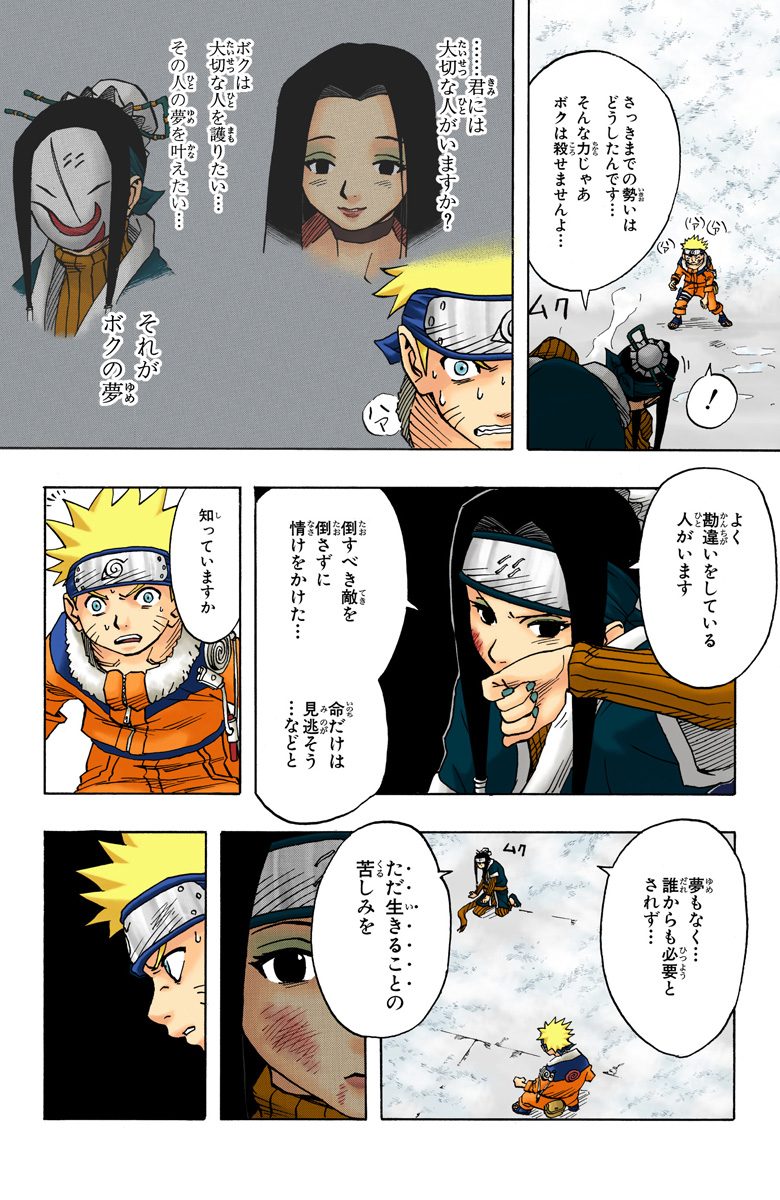 さっきまでの勢いは
どうしたんです…
そんな力じゃあ
ボクは殺せませんよ…
ハァ
ハァ
ハァ
ムク
！
……君には
大切な人がいますか？
ボクは
大切な人を護りたい…
その人の夢を叶えたい…
それが
ボクの夢
ハァ
よく
勘違いをしている
人がいます
倒すべき敵を
倒さずに
情けをかけた…
命だけは
見逃そう
…などと
知っていますか
夢もなく…
誰からも必要と
されず…
ムク
ただ生きることの
苦しみを